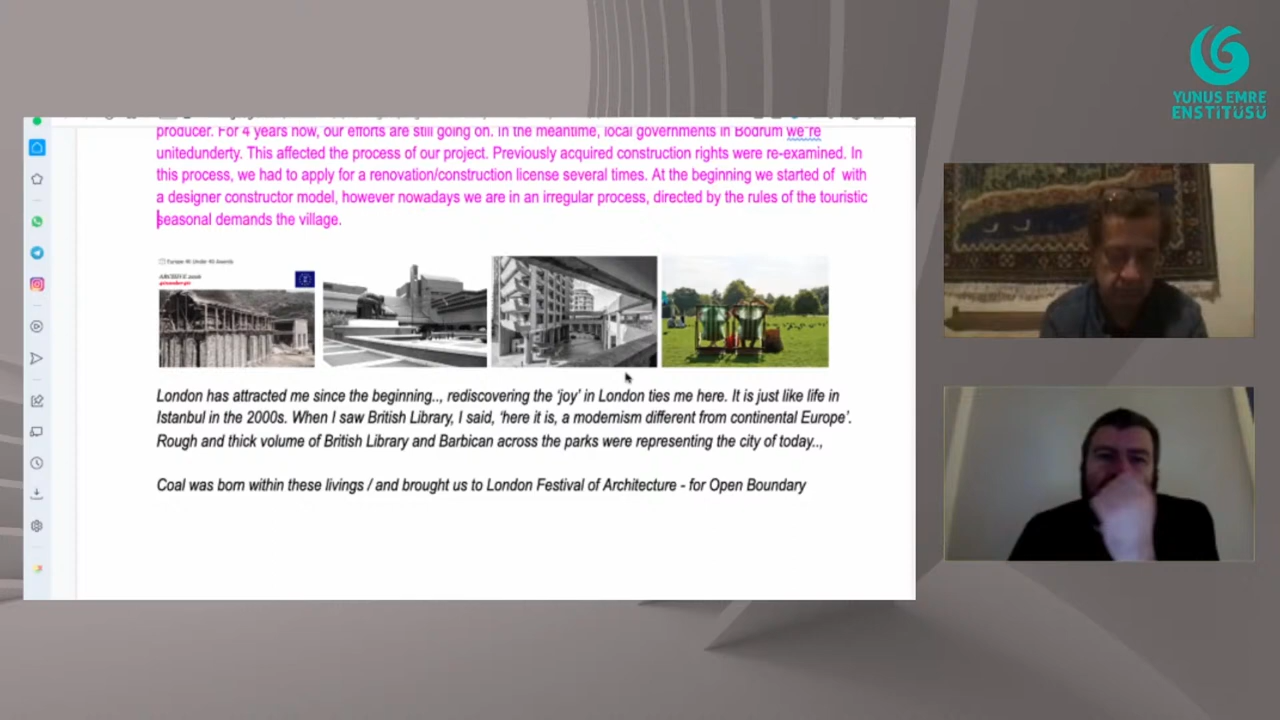 YUNUS EMRE
ENSTİTÜSÜ
producer. For 4 years now, our efforts are still going on. In the meantime, local governments in Bodrum we're
unitedunderty. This affected the process of our project. Previously acquired construction rights were re-examined. In
this process, we had to apply for a renovation/construction license several times. At the beginning we started of with
a designer constructor model, however nowadays we are in an irregular process, directed by the rules of the touristic
seasonal demands the village.
Europe 40 Under 40 Awards
ARCHIVE
London has attracted me since the beginning.., rediscovering the 'joy' in London ties me here. It is just like life in
Istanbul in the 2000s. When I saw British Library, I said, 'here it is, a modernism different from continental Europe'.
Rough and thick volume of British Library and Barbican across the parks were representing the city of today..,
Coal was born within these livings / and brought us to London Festival of Architecture - for Open Boundary